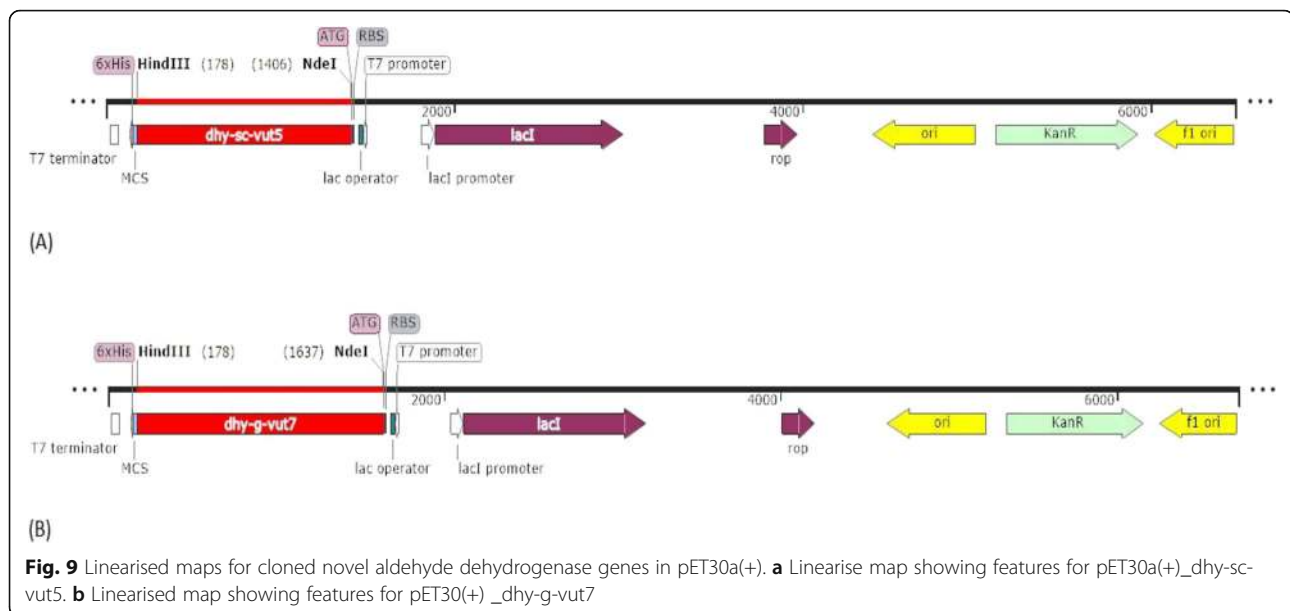 ATG RBS
6xHis HindIII (178) (1406) NdeI T7 promoter
2000 4000 6000
dhy-sc-vut5 lacI ori KanR f1 ori
T7 terminator rop
MCS lac operator lacI promoter
(A)
ATG RBS
6xHis HindIII (178) (1637) NdeI T7 promoter
2000 4000 6000
dhy-g-vut7 lacI ori KanR f1 ori
T7 terminator rop
MCS lac operator lacI promoter
(B)
Fig. 9 Linearised maps for cloned novel aldehyde dehydrogenase genes in pET30a(+). a Linearise map showing features for pET30a(+)_dhy-sc-
vut5. b Linearised map showing features for pET30(+) _dhy-g-vut7